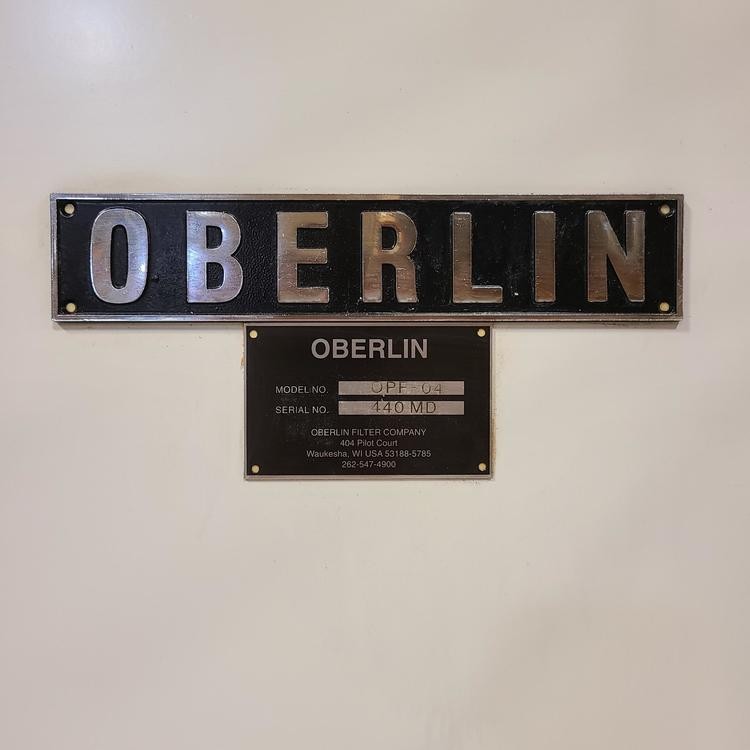 OBERLIN
OBERLIN
MODEL NO. OPF-04
SERIAL NO. 440 MD
OBERLIN FILTER COMPANY
404 Pilot Court
Waukesha, WI USA 53188-5785
262-547-4900